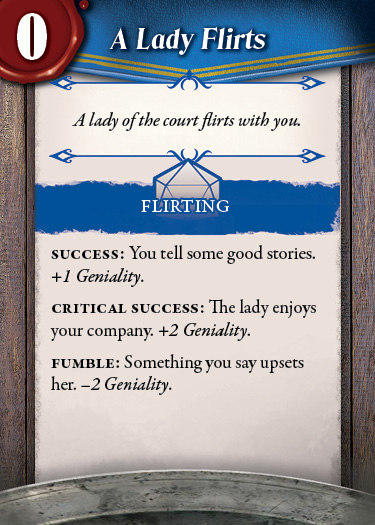 0
A Lady Flirts
A lady of the court flirts with you.
FLIRTING
SUCCESS: You tell some good stories.
+1 Geniality.
CRITICAL SUCCESS: The lady enjoys
your company. +2 Geniality.
FUMBLE: Something you say upsets
her. –2 Geniality.